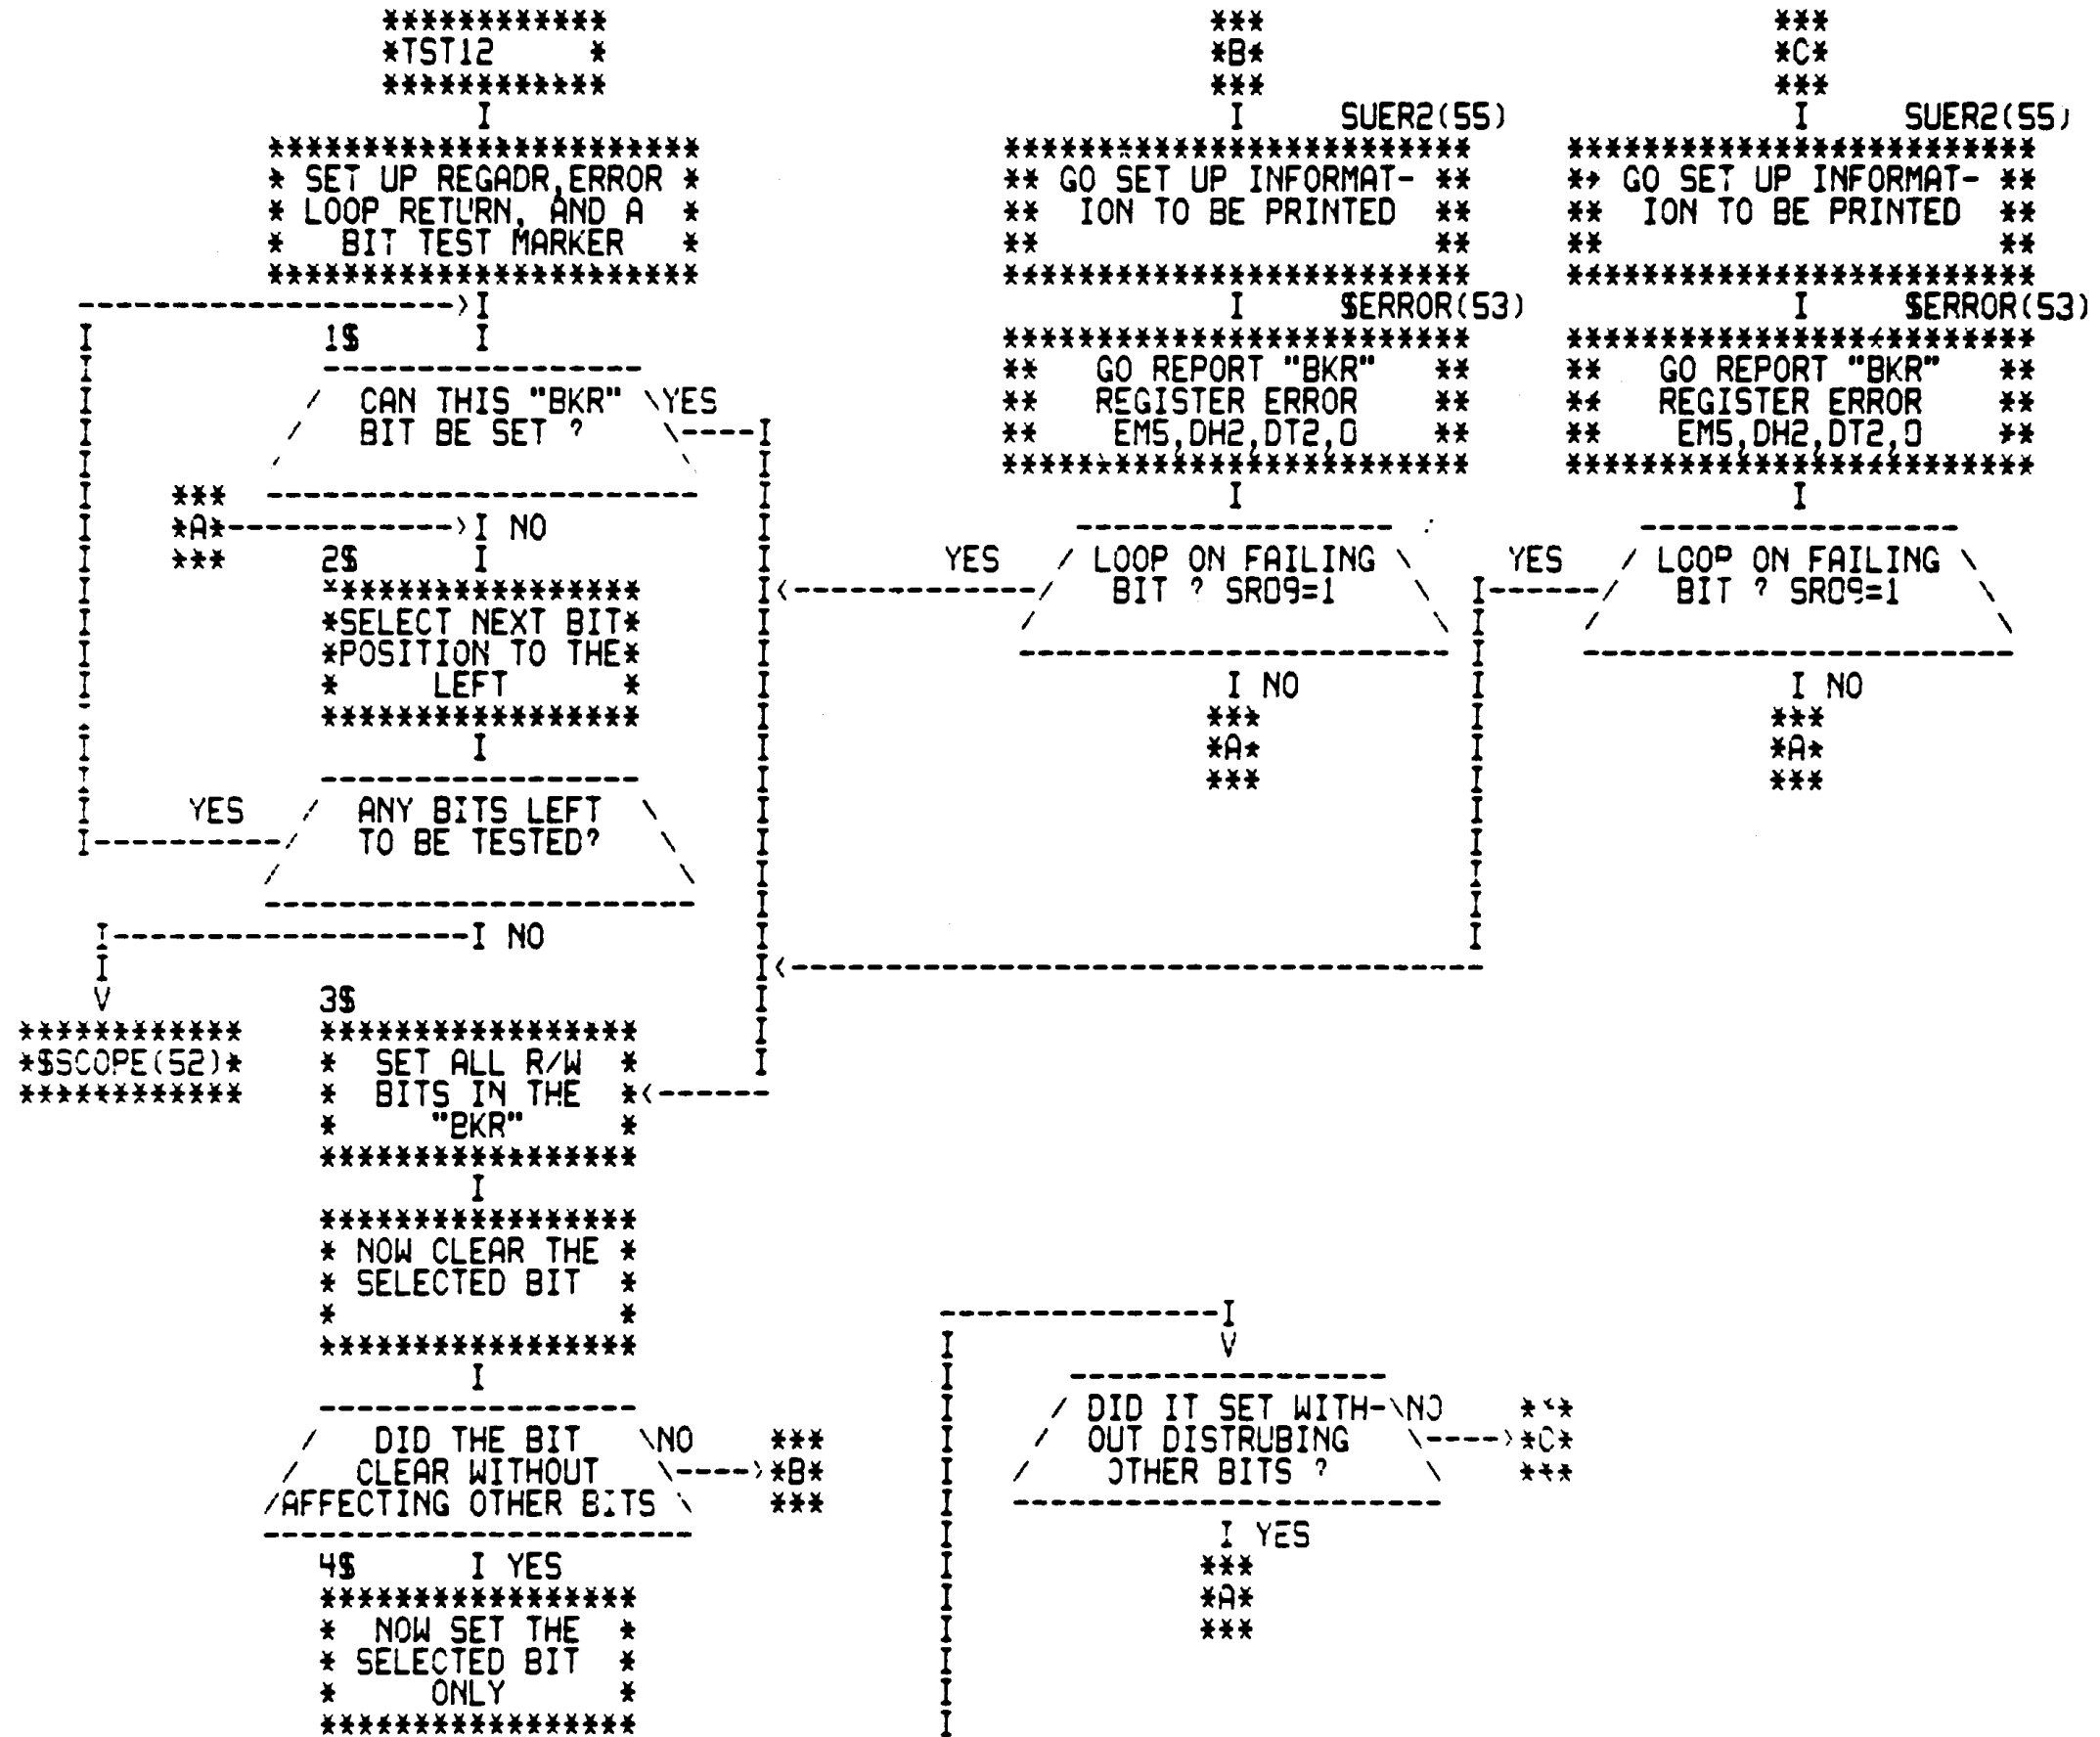 TST12
SET UP REGADR,ERROR
LOOP RETURN, AND A
BIT TEST MARKER
1$
CAN THIS "BKR" YES
BIT BE SET ?
*A* NO
2$
SELECT NEXT BIT
POSITION TO THE
LEFT
YES ANY BITS LEFT
TO BE TESTED?
NO
$SCOPE(52)
3$
SET ALL R/W
BITS IN THE
"BKR"
NOW CLEAR THE
SELECTED BIT
DID THE BIT NO
CLEAR WITHOUT *B*
AFFECTING OTHER BITS
4$ YES
NOW SET THE
SELECTED BIT
ONLY
*B*
SUER2(55)
GO SET UP INFORMAT-
ION TO BE PRINTED
$ERROR(53)
GO REPORT "BKR"
REGISTER ERROR
EM5,DH2,DT2,0
YES LOOP ON FAILING
BIT ? SR09=1
NO
*A*
DID IT SET WITH- NO
OUT DISTRUBING *C*
OTHER BITS ?
YES
*A*
*C*
SUER2(55)
GO SET UP INFORMAT-
ION TO BE PRINTED
$ERROR(53)
GO REPORT "BKR"
REGISTER ERROR
EM5,DH2,DT2,0
YES LOOP ON FAILING
BIT ? SR09=1
NO
*A*